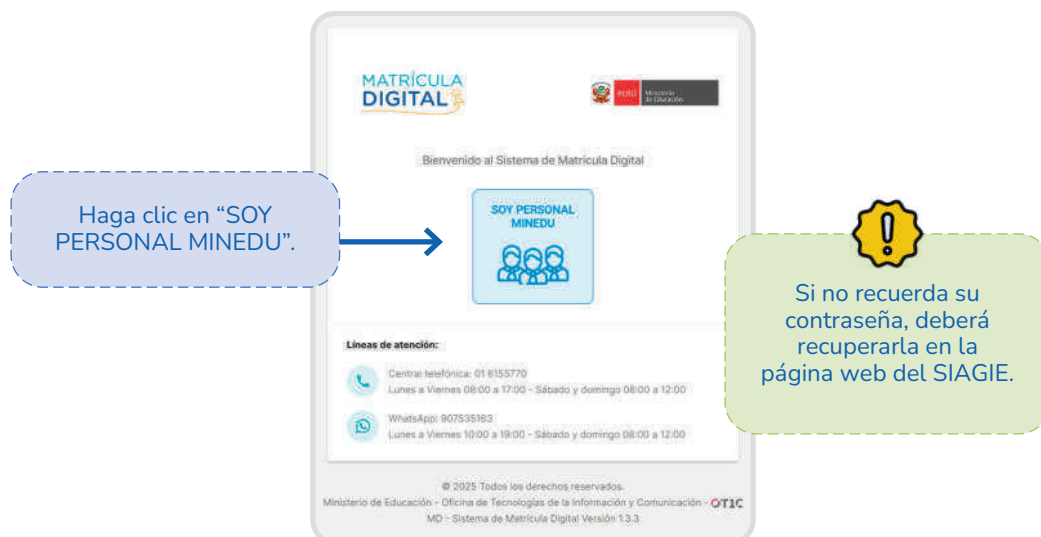 MATRÍCULA
DIGITAL
PERÚ
Ministerio
de Educación
Bienvenido al Sistema de Matrícula Digital
Haga clic en “SOY
PERSONAL MINEDU”.
SOY PERSONAL
MINEDU
Si no recuerda su
contraseña, deberá
recuperarla en la
página web del SIAGIE.
Líneas de atención:
Central telefónica: 01 6155770
Lunes a Viernes 08:00 a 17:00 - Sábado y domingo 08:00 a 12:00
WhatsApp: 907535163
Lunes a Viernes 10:00 a 19:00 - Sábado y domingo 08:00 a 12:00
© 2025 Todos los derechos reservados.
Ministerio de Educación - Oficina de Tecnologías de la Información y Comunicación - OTIC
MD - Sistema de Matrícula Digital Versión 1.3.3